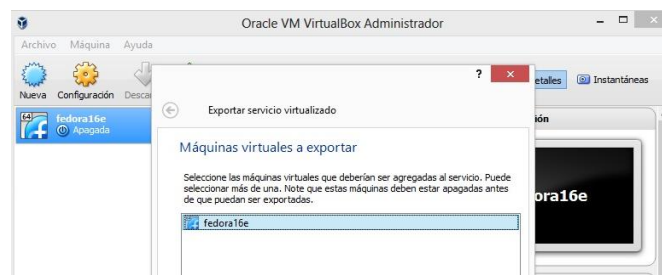 Oracle VM VirtualBox Administrador
Archivo Máquina Ayuda
Nueva Configuración Descar
etalles Instantáneas
Exportar servicio virtualizado
64 fedora16e
Apagada
ión
Máquinas virtuales a exportar
Seleccione las máquinas virtuales que deberían ser agregadas al servicio. Puede
seleccionar más de una. Note que estas máquinas deben estar apagadas antes
de que puedan ser exportadas.
ora16e
fedora16e